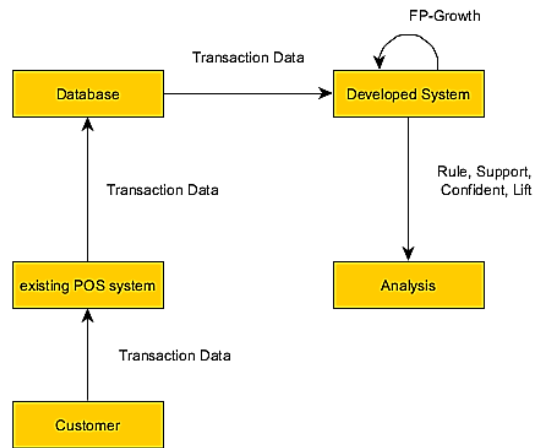 FP-Growth
Transaction Data
Database
Developed System
Rule, Support,
Confident, Lift
Transaction Data
existing POS system
Analysis
Transaction Data
Customer